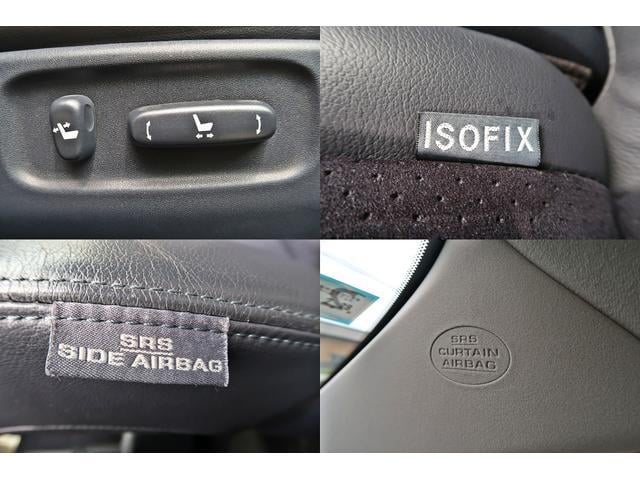 ISOFIX
SRS
SIDE AIRBAG
SRS
CURTAIN
AIRBAG